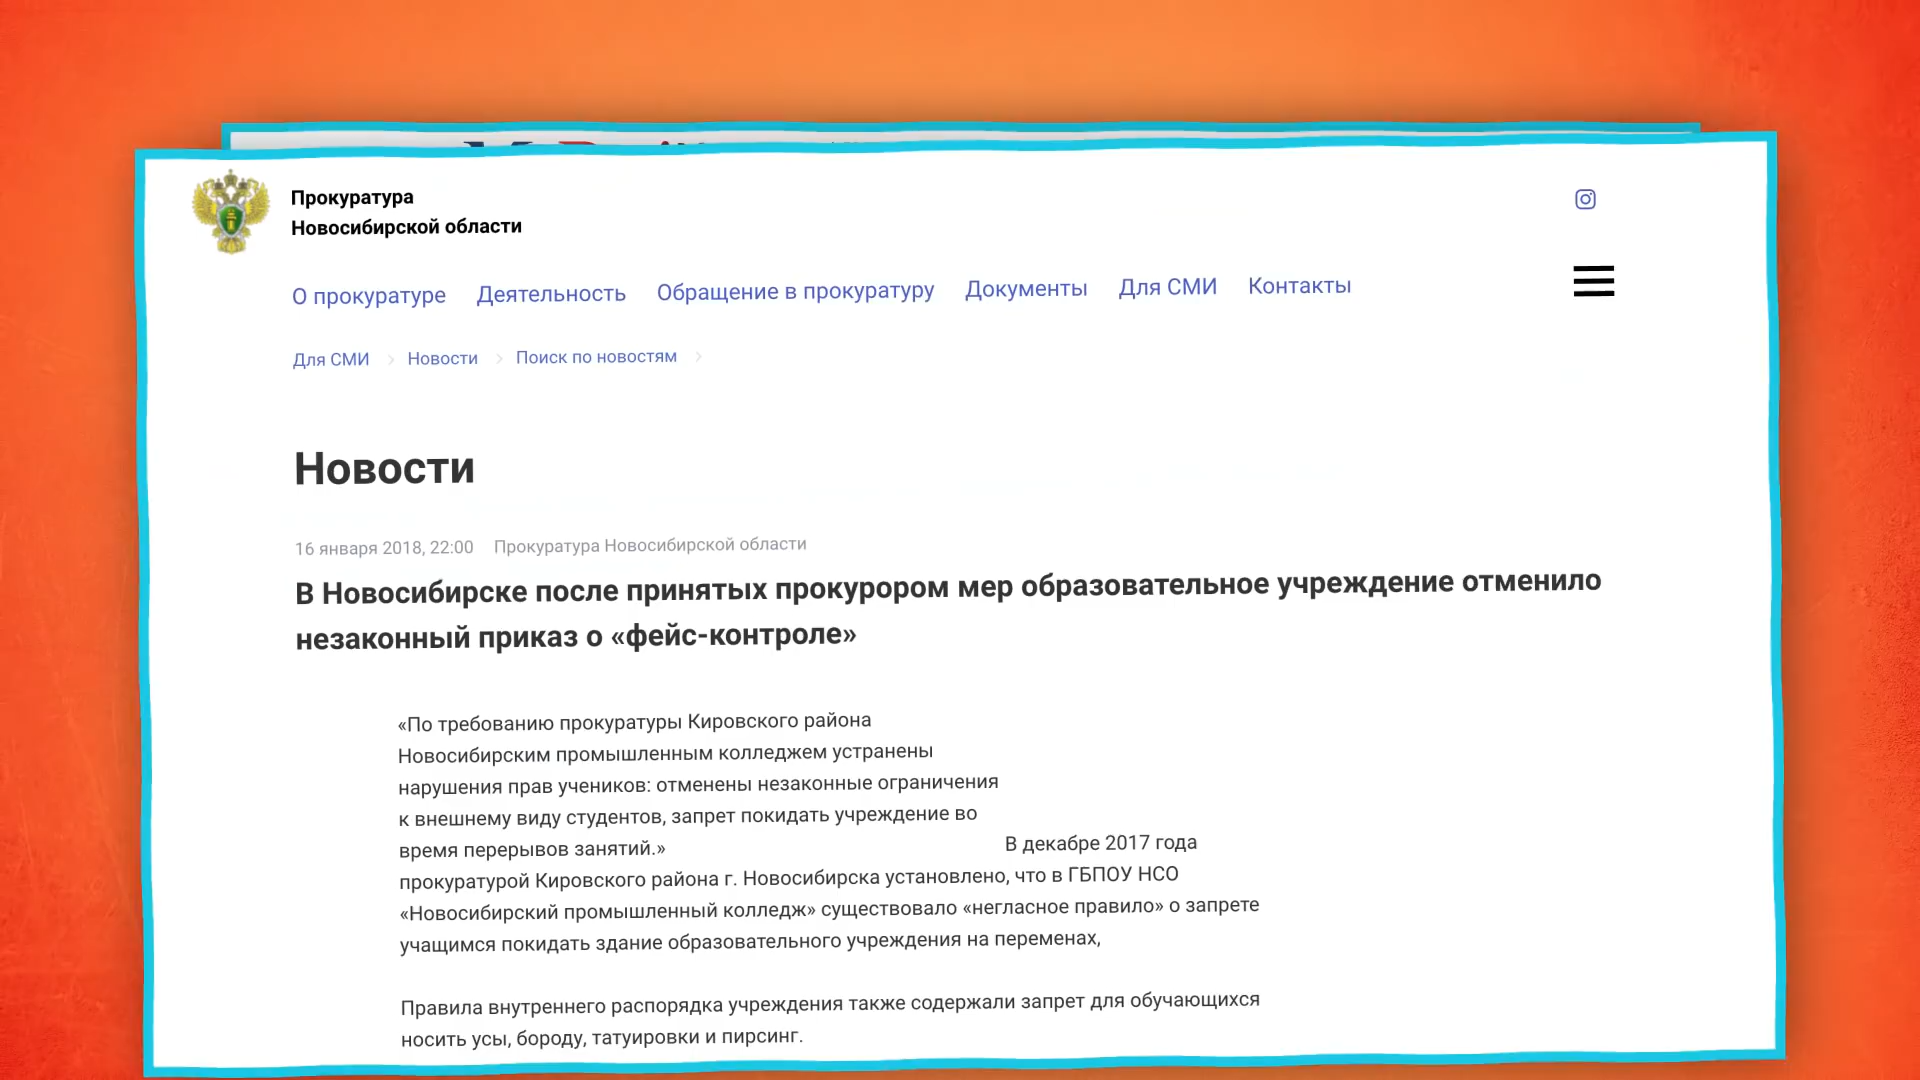 Прокуратура
Новосибирской области
О прокуратуре Деятельность Обращение в прокуратуру Документы Для СМИ Контакты
Для СМИ Новости Поиск по новостям
Новости
16 января 2018, 22:00 Прокуратура Новосибирской области
В Новосибирске после принятых прокурором мер образовательное учреждение отменило
незаконный приказ о «фейс-контроле»
«По требованию прокуратуры Кировского района
Новосибирским промышленным колледжем устранены
нарушения прав учеников: отменены незаконные ограничения
к внешнему виду студентов, запрет покидать учреждение во
время перерывов занятий.» В декабре 2017 года
прокуратурой Кировского района г. Новосибирска установлено, что в ГБПОУ НСО
«Новосибирский промышленный колледж» существовало «негласное правило» о запрете
учащимся покидать здание образовательного учреждения на переменах,
Правила внутреннего распорядка учреждения также содержали запрет для обучающихся
носить усы, бороду, татуировки и пирсинг.